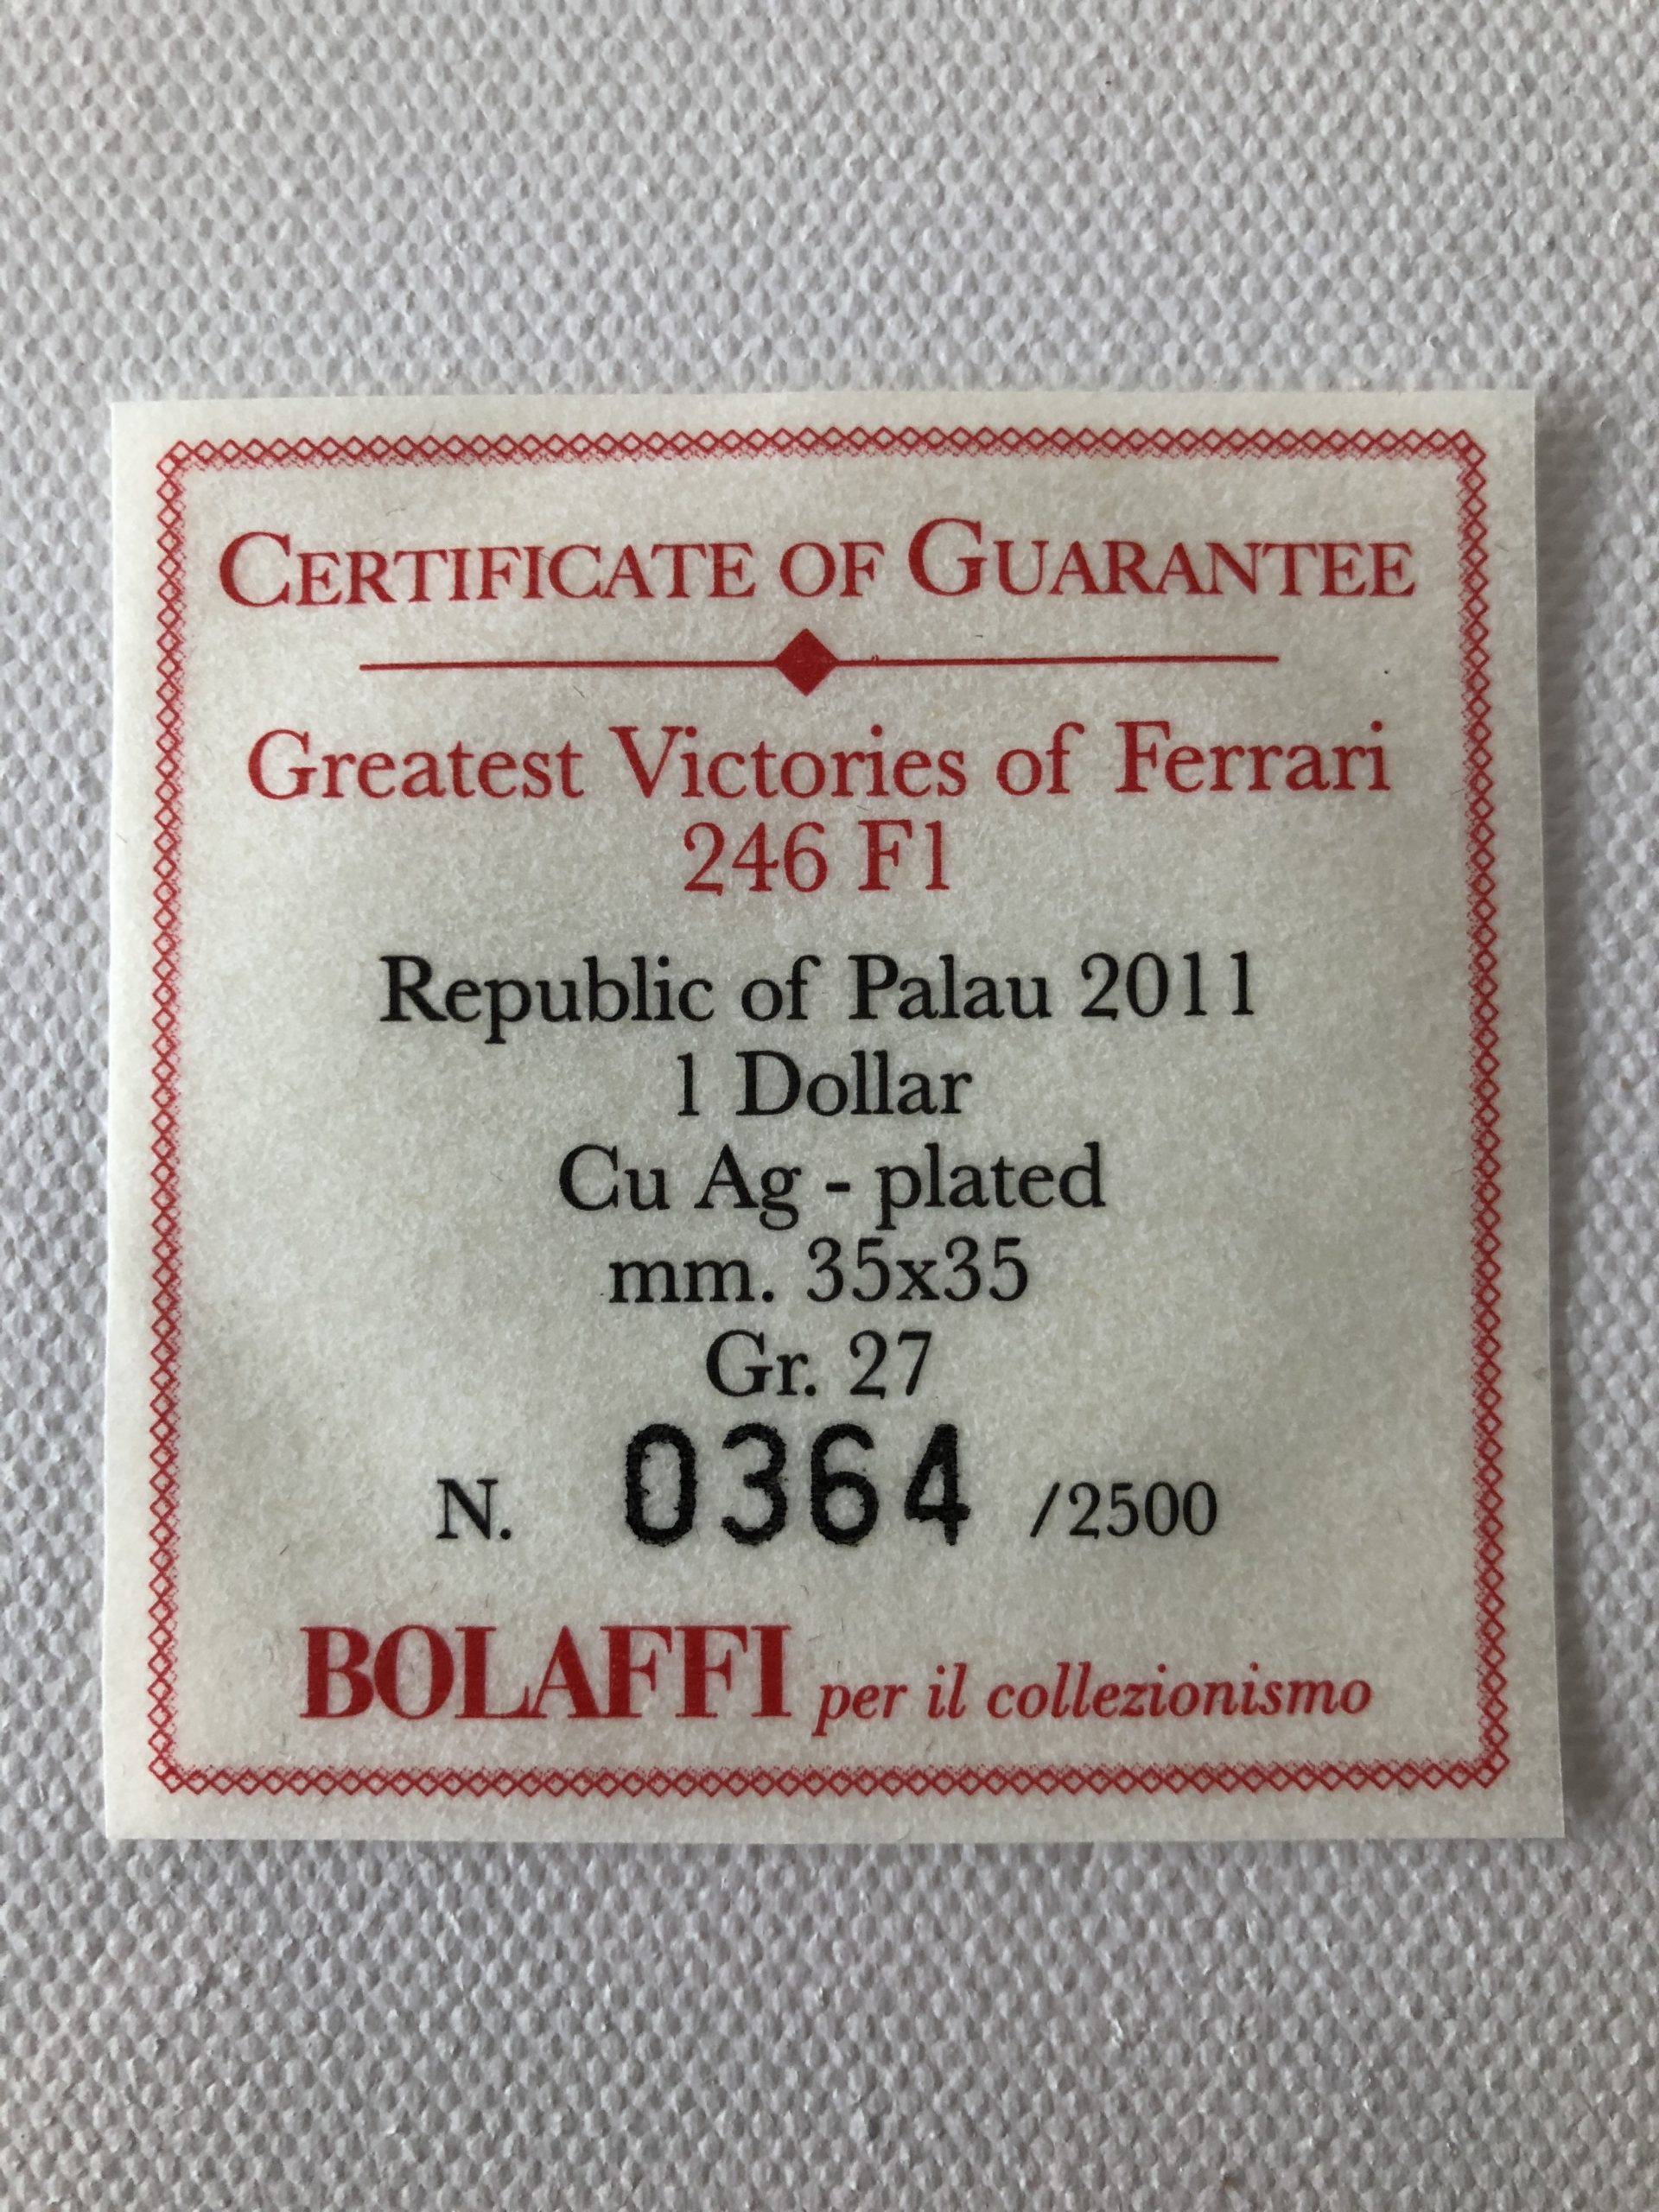 CERTIFICATE OF GUARANTEE
Greatest Victories of Ferrari
246 F1
Republic of Palau 2011
1 Dollar
Cu Ag - plated
mm. 35x35
Gr. 27
N. 0364 /2500
BOLAFFI per il collezionismo